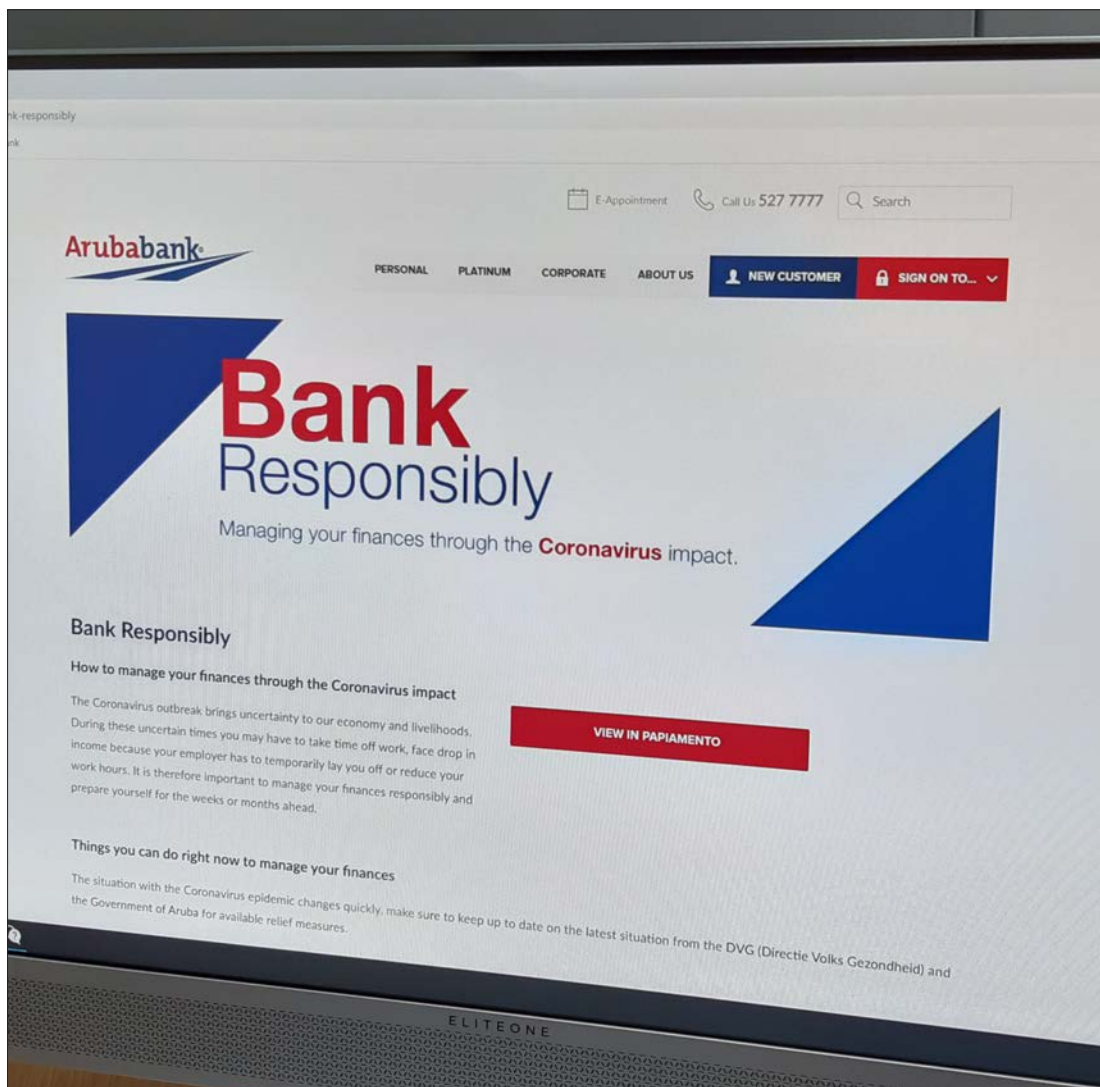 nk-responsibly
nk
E-Appointment
Call Us 527 7777
Search
Arubabank
PERSONAL
PLATINUM
CORPORATE
ABOUT US
NEW CUSTOMER
SIGN ON TO...
Bank
Responsibly
Managing your finances through the Coronavirus impact.
Bank Responsibly
How to manage your finances through the Coronavirus impact
The Coronavirus outbreak brings uncertainty to our economy and livelihoods.
During these uncertain times you may have to take time off work, face drop in
income because your employer has to temporarily lay you off or reduce your
work hours. It is therefore important to manage your finances responsibly and
prepare yourself for the weeks or months ahead.
VIEW IN PAPIAMENTO
Things you can do right now to manage your finances
The situation with the Coronavirus epidemic changes quickly, make sure to keep up to date on the latest situation from the DVG (Directie Volks Gezondheid) and
the Government of Aruba for available relief measures.
ELITEONE